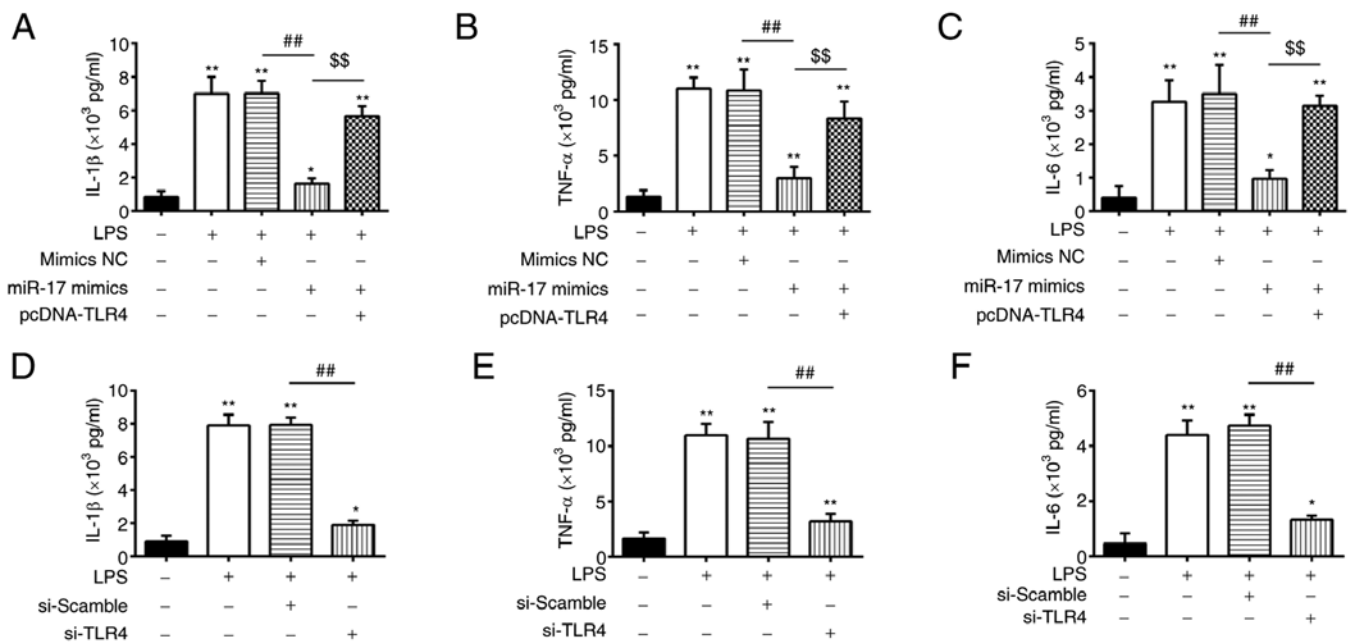 A
IL-1β (×10³ pg/ml)
10
8
6
4
2
0
** ** * **
##
$$
LPS – + + + +
Mimics NC – – + – –
miR-17 mimics – – – + +
pcDNA-TLR4 – – – – +
B
TNF-α (×10³ pg/ml)
15
10
5
0
** ** ** **
##
$$
LPS – + + + +
Mimics NC – – + – –
miR-17 mimics – – – + +
pcDNA-TLR4 – – – – +
C
IL-6 (×10³ pg/ml)
5
4
3
2
1
0
** ** * **
##
$$
LPS – + + + +
Mimics NC – – + – –
miR-17 mimics – – – + +
pcDNA-TLR4 – – – – +
D
IL-1β (×10³ pg/ml)
10
8
6
4
2
0
** ** *
##
LPS – + + +
si-Scamble – – + –
si-TLR4 – – – +
E
TNF-α (×10³ pg/ml)
15
10
5
0
** ** **
##
LPS – + + +
si-Scamble – – + –
si-TLR4 – – – +
F
IL-6 (×10³ pg/ml)
6
4
2
0
** ** *
##
LPS – + + +
si-Scamble – – + –
si-TLR4 – – – +